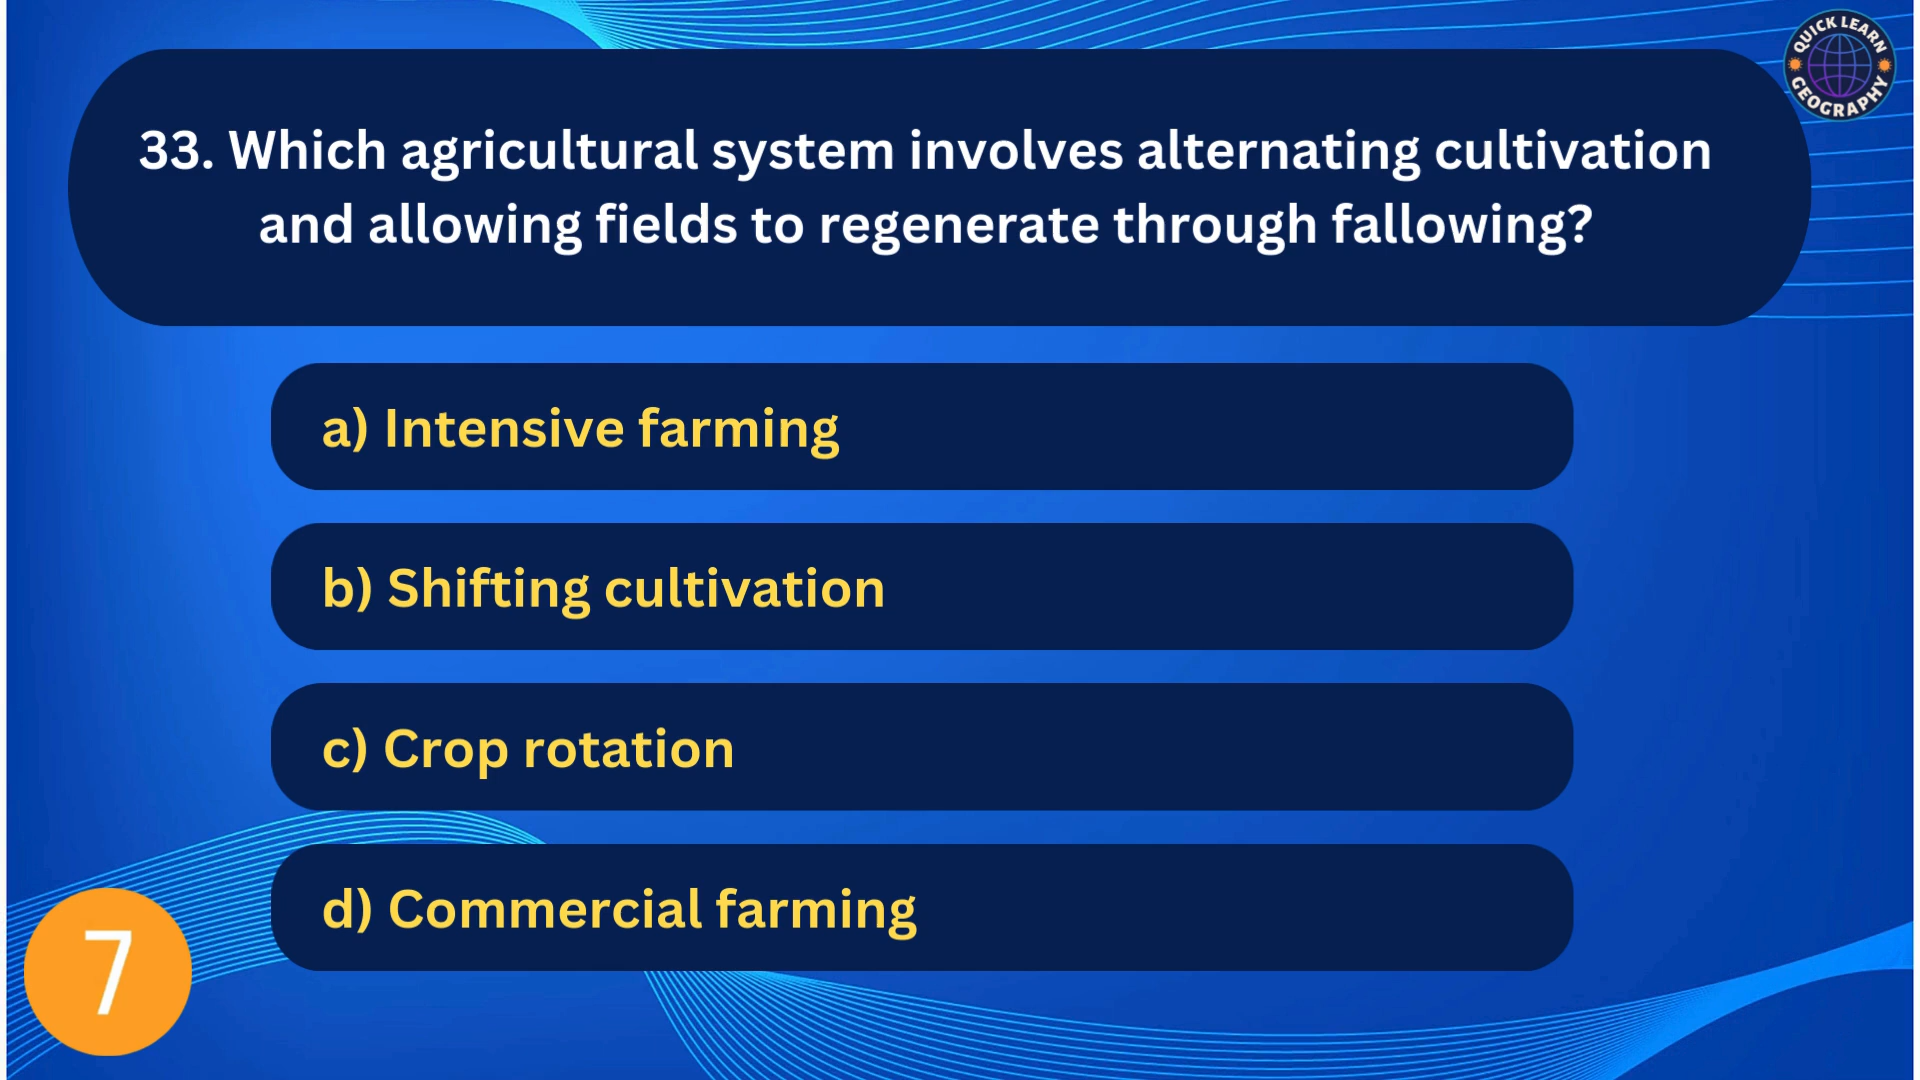 QUICK LEARN
GEOGRAPHY
33. Which agricultural system involves alternating cultivation
and allowing fields to regenerate through fallowing?
a) Intensive farming
b) Shifting cultivation
c) Crop rotation
d) Commercial farming
7